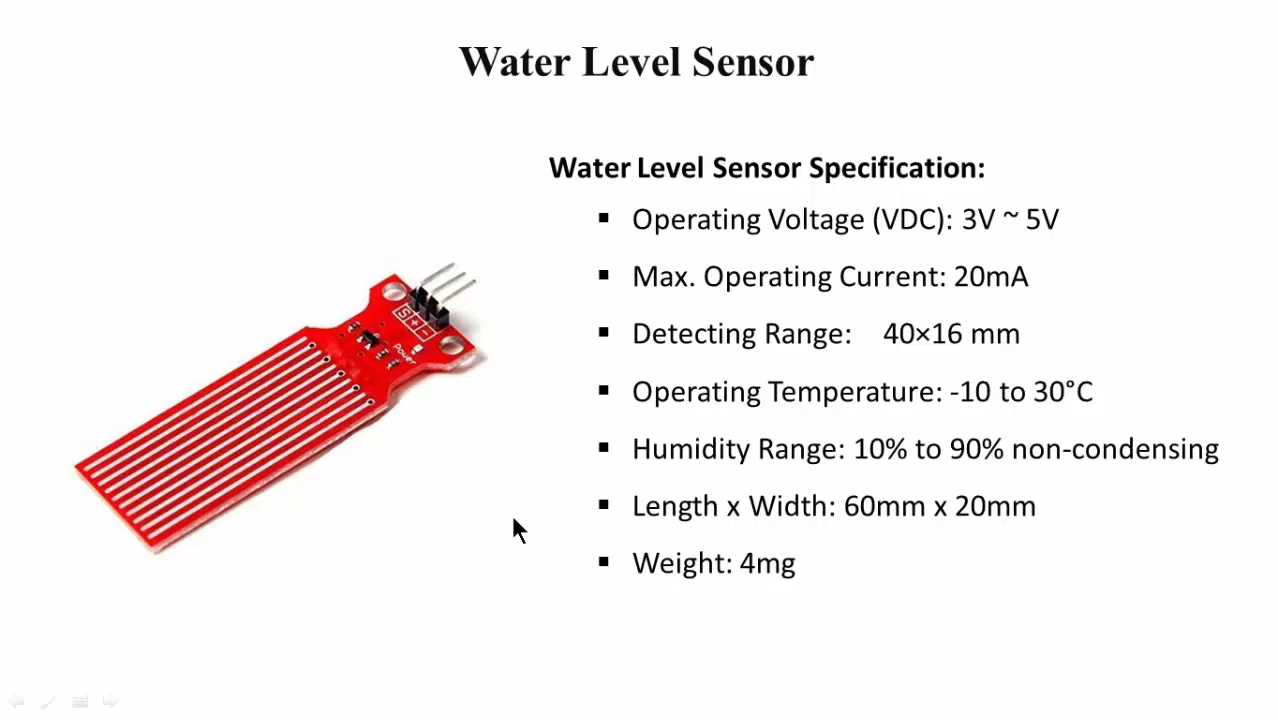 Water Level Sensor
Water Level Sensor Specification:
▪ Operating Voltage (VDC): 3V ~ 5V
▪ Max. Operating Current: 20mA
▪ Detecting Range: 40×16 mm
▪ Operating Temperature: -10 to 30°C
▪ Humidity Range: 10% to 90% non-condensing
▪ Length x Width: 60mm x 20mm
▪ Weight: 4mg
S + -
Power